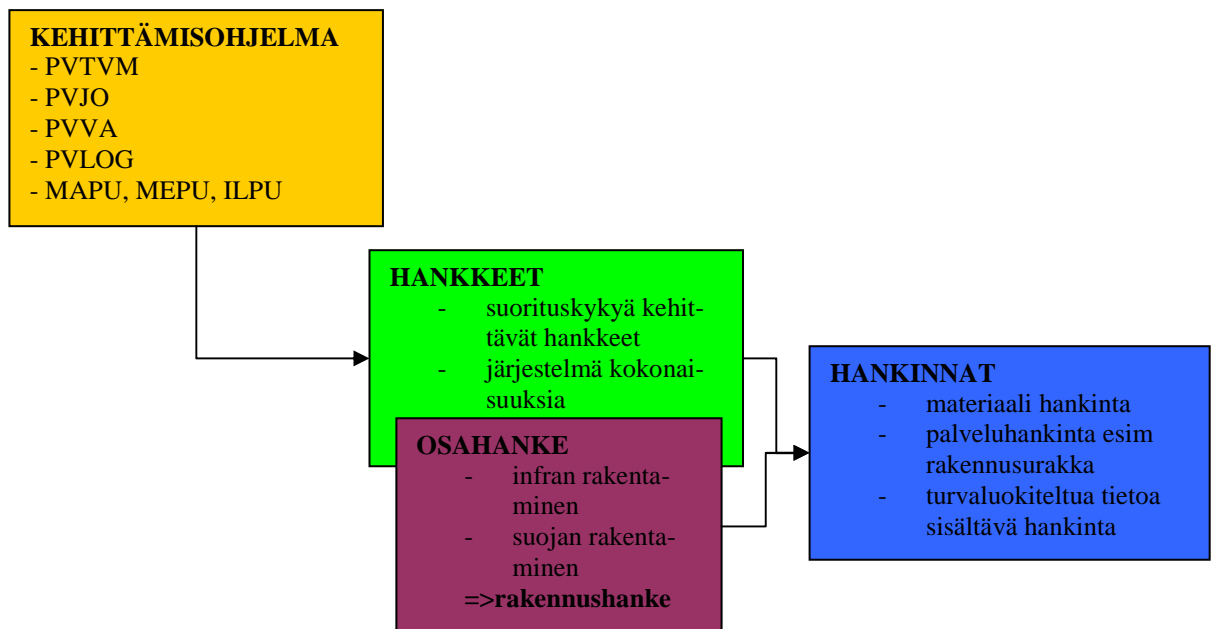 KEHITTÄMISOHJELMA
- PVTVM
- PVJO
- PVVA
- PVLOG
- MAPU, MEPU, ILPU
HANKKEET
- suorituskykyä kehit-
tävät hankkeet
- järjestelmä kokonai-
suuksia
OSAHANKE
- infran rakenta-
minen
- suojan rakenta-
minen
=>rakennushanke
HANKINNAT
- materiaali hankinta
- palveluhankinta esim
rakennusurakka
- turvaluokiteltua tietoa
sisältävä hankinta